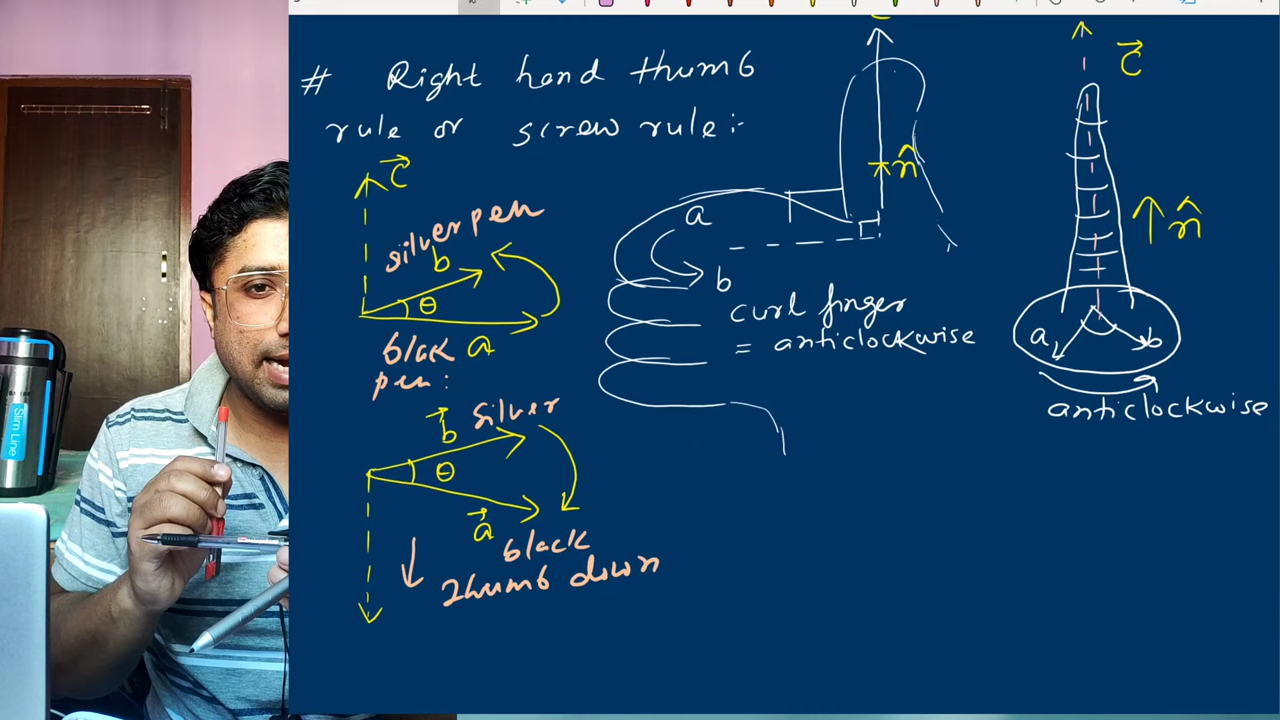 # Right hand thumb
rule or screw rule:-
C
silver pen
b
θ
black a
pen:
b silver
θ
a
black
Thumb down
n̂
a
b
curl finger
= anticlockwise
C
n̂
a b
anticlockwise
Slim Line